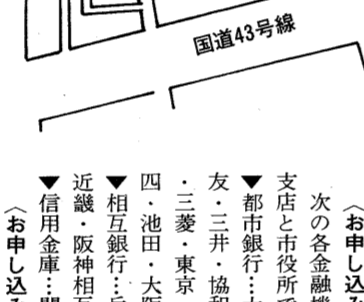 国道43号線
〈お申し込
次の各金融機
支店と市役所で
▼都市銀行…
友・三井・協和
・三菱・東京
四・池田・大阪
▼相互銀行…兵
近畿・阪神相互
▼信用金庫…
〈お申し込み